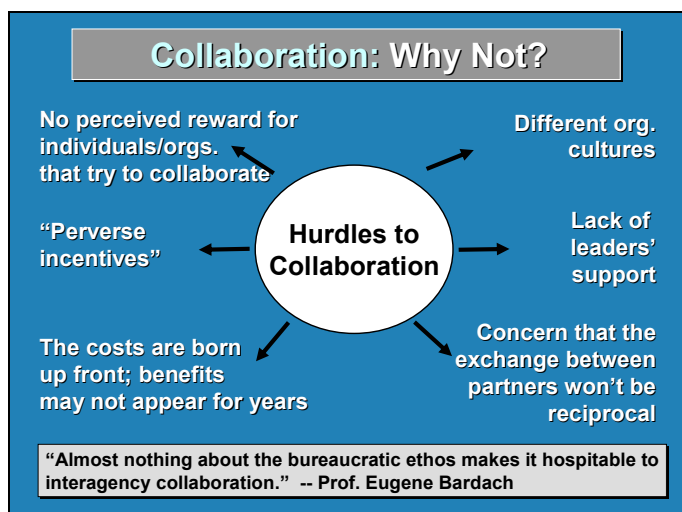 Collaboration: Why Not?
No perceived reward for
individuals/orgs.
that try to collaborate
Different org.
cultures
“Perverse
incentives”
Hurdles to
Collaboration
Lack of
leaders’
support
The costs are born
up front; benefits
may not appear for years
Concern that the
exchange between
partners won’t be
reciprocal
“Almost nothing about the bureaucratic ethos makes it hospitable to
interagency collaboration.”  -- Prof. Eugene Bardach